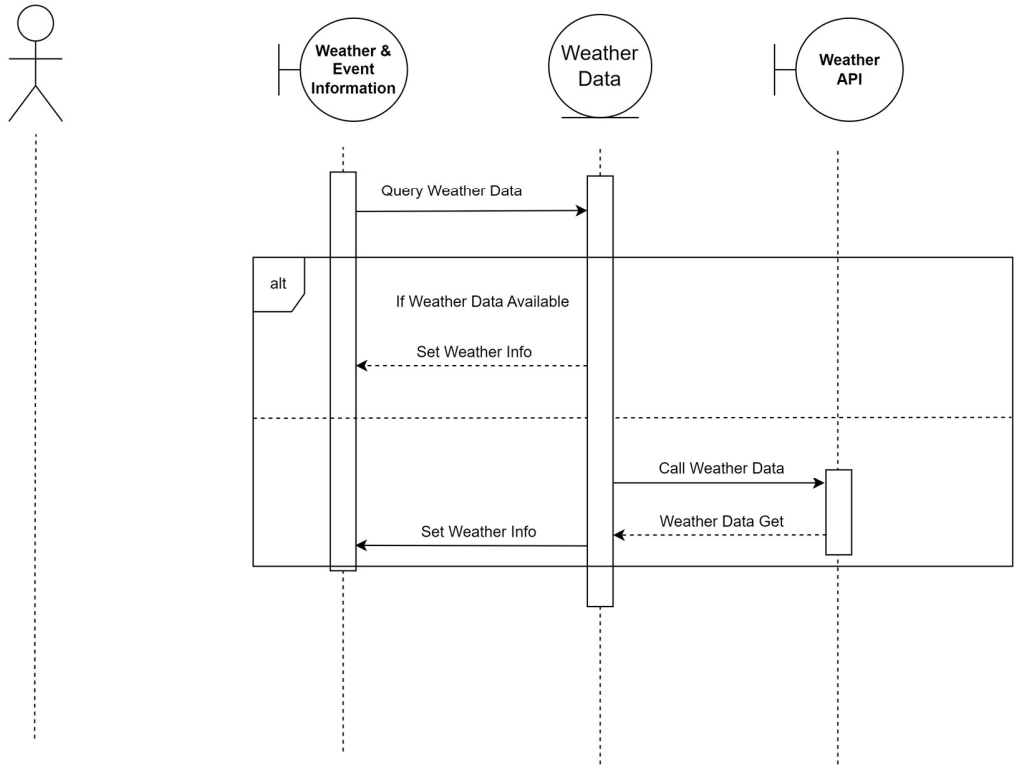 Weather &
Event
Information
Weather
Data
Weather
API
Query Weather Data
alt
If Weather Data Available
Set Weather Info
Call Weather Data
Weather Data Get
Set Weather Info